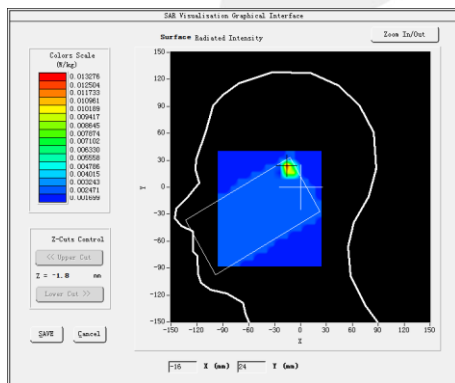 SAR Visualisation Graphical Interface
Surface Radiated Intensity
Zoom In/Out
Colors Scale
(W/kg)
0.013276
0.012504
0.011733
0.010961
0.010189
0.009417
0.008645
0.007874
0.007102
0.006330
0.005558
0.004786
0.004015
0.003243
0.002471
0.001699
150
120
90
60
30
0
-30
-60
-90
-120
-150
Y
-150 -120 -90 -60 -30 0 30 60 90 120 150
X
Z-Cuts Control
<< Upper Cut
Z = -1.8 mm
Lower Cut >>
SAVE Cancel
-16 X (mm) 24 Y (mm)